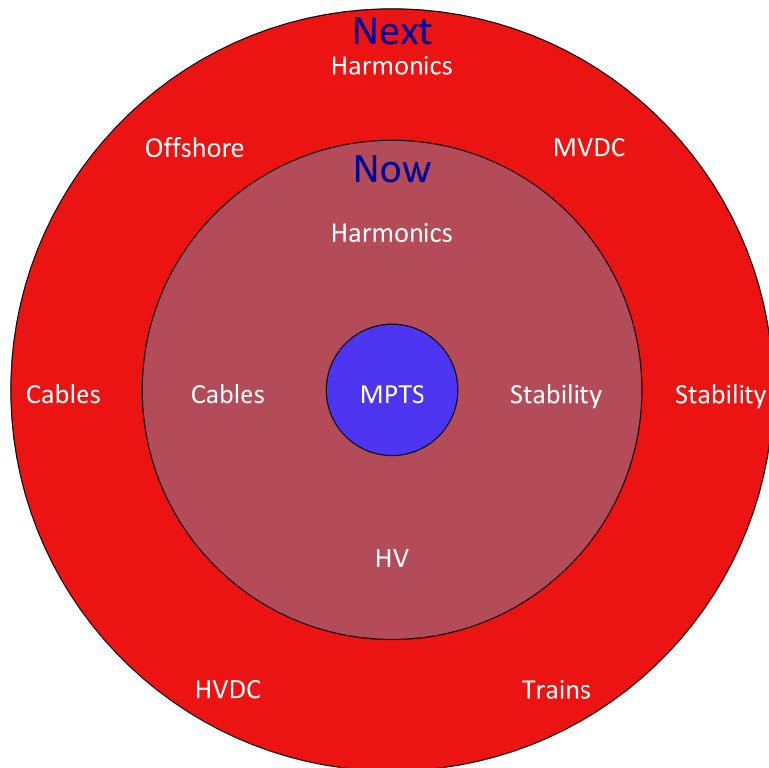 Next
Harmonics
Offshore
MVDC
Now
Harmonics
Cables
Cables
MPTS
Stability
Stability
HV
HVDC
Trains